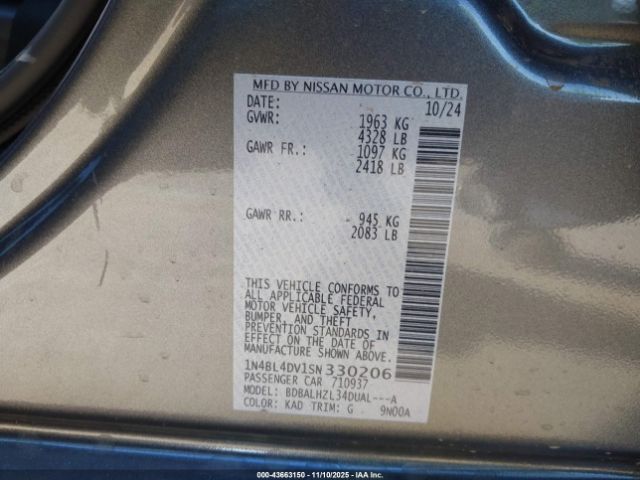 MFD BY NISSAN MOTOR CO., LTD.
DATE: 10/24
GVWR: 1963 KG
4328 LB
GAWR FR.: 1097 KG
2418 LB
GAWR RR.: 945 KG
2083 LB
THIS VEHICLE CONFORMS TO
ALL APPLICABLE FEDERAL
MOTOR VEHICLE SAFETY,
BUMPER, AND THEFT
PREVENTION STANDARDS IN
EFFECT ON THE DATE OF
MANUFACTURE SHOWN ABOVE.
1N4BL4DV1SN330206
PASSENGER CAR 710937
MODEL: BDBALHZL34DUAL---A
COLOR: KAD TRIM: G 9N00A
000-43663150 - 11/10/2025 - IAAI.com